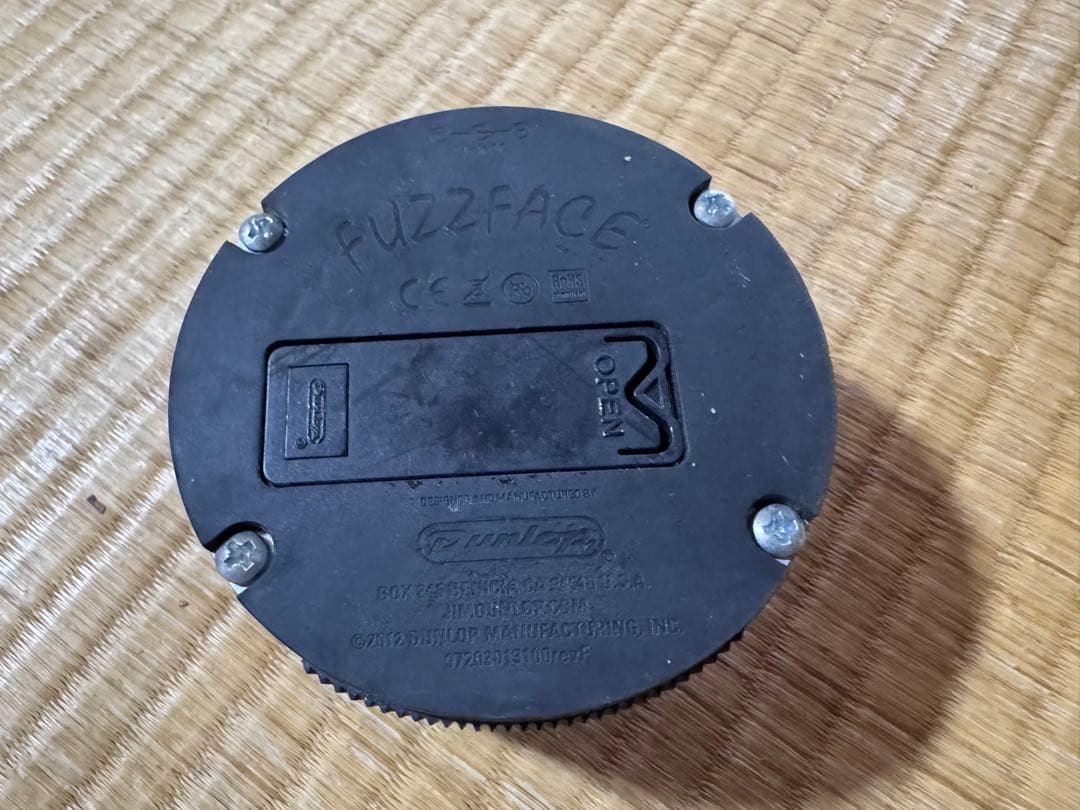 FUZZFACE
CE RoHS
OPEN
Dunlop®
DESIGNED AND MANUFACTURED BY
Dunlop®
BOX 846 BENICIA CA 94510 U.S.A.
JIMDUNLOP.COM
©2012 DUNLOP MANUFACTURING, INC.